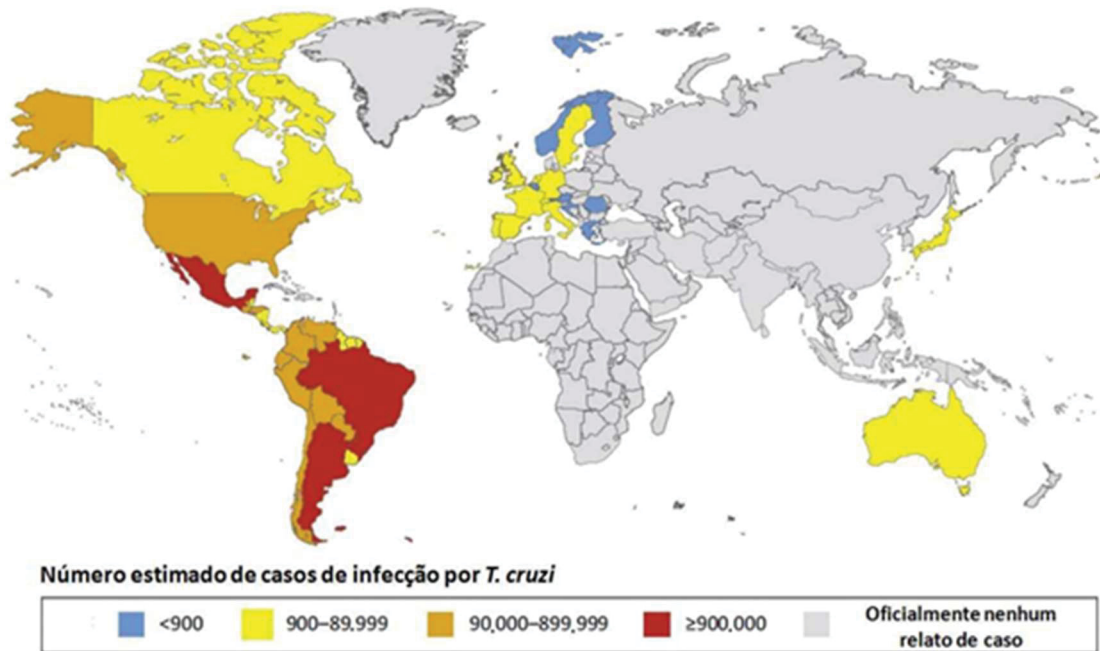 Número estimado de casos de infecção por T. cruzi
<900
900–89,999
90,000–899,999
≥900,000
Oficialmente nenhum
relato de caso